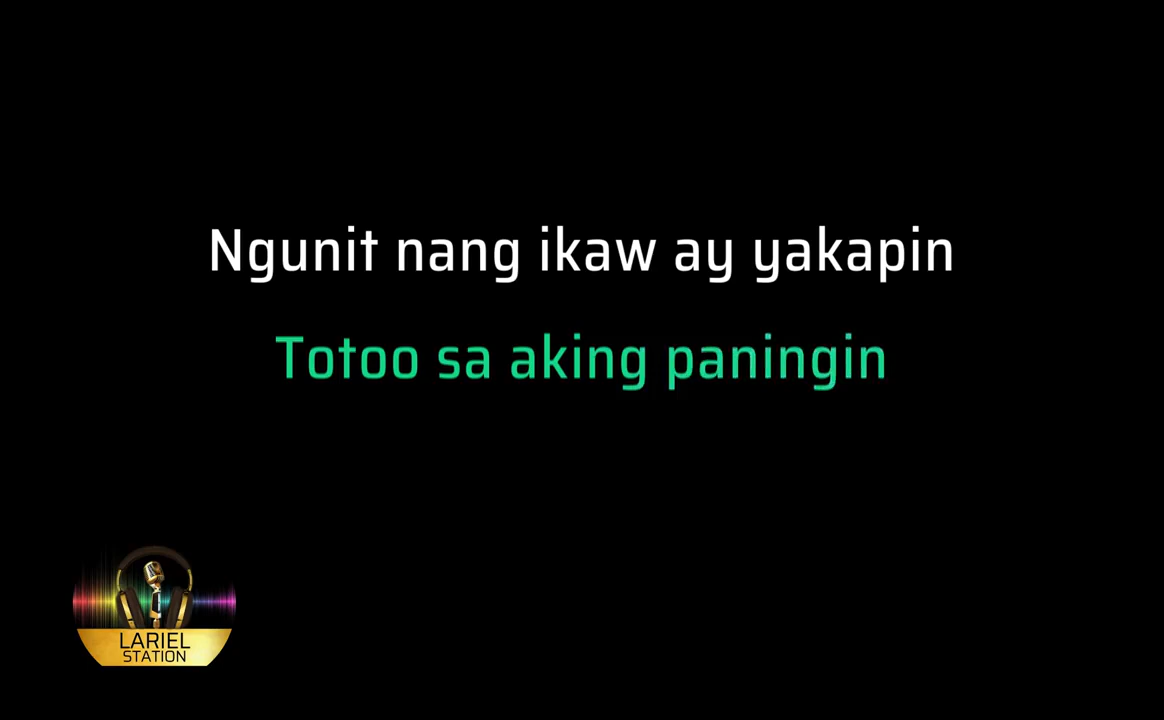 Ngunit nang ikaw ay yakapin
Totoo sa aking paningin
LARIEL
STATION